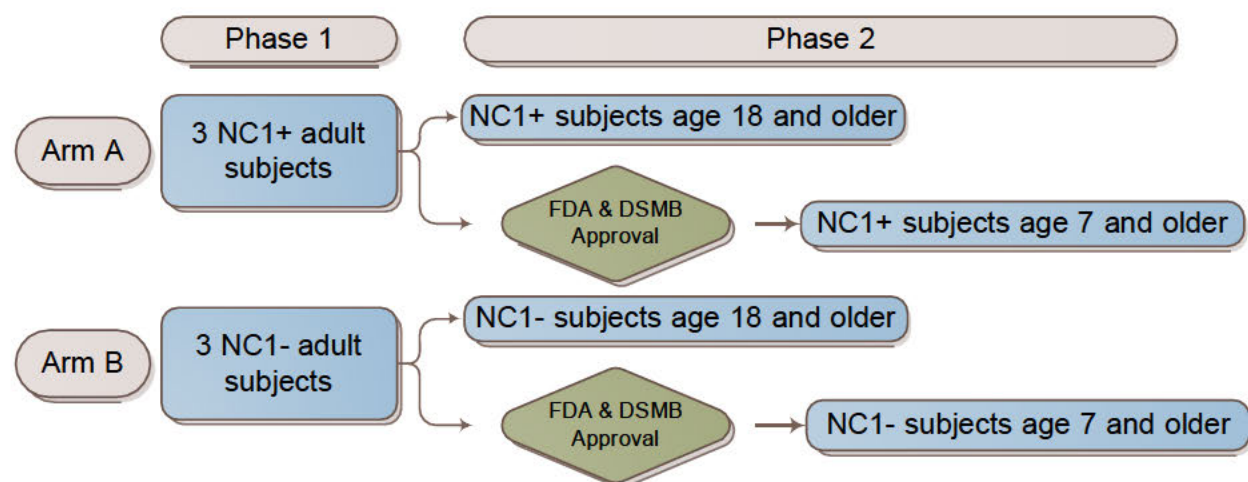 Phase 1
Phase 2
Arm A
3 NC1+ adult
subjects
NC1+ subjects age 18 and older
FDA & DSMB
Approval
NC1+ subjects age 7 and older
Arm B
3 NC1- adult
subjects
NC1- subjects age 18 and older
FDA & DSMB
Approval
NC1- subjects age 7 and older